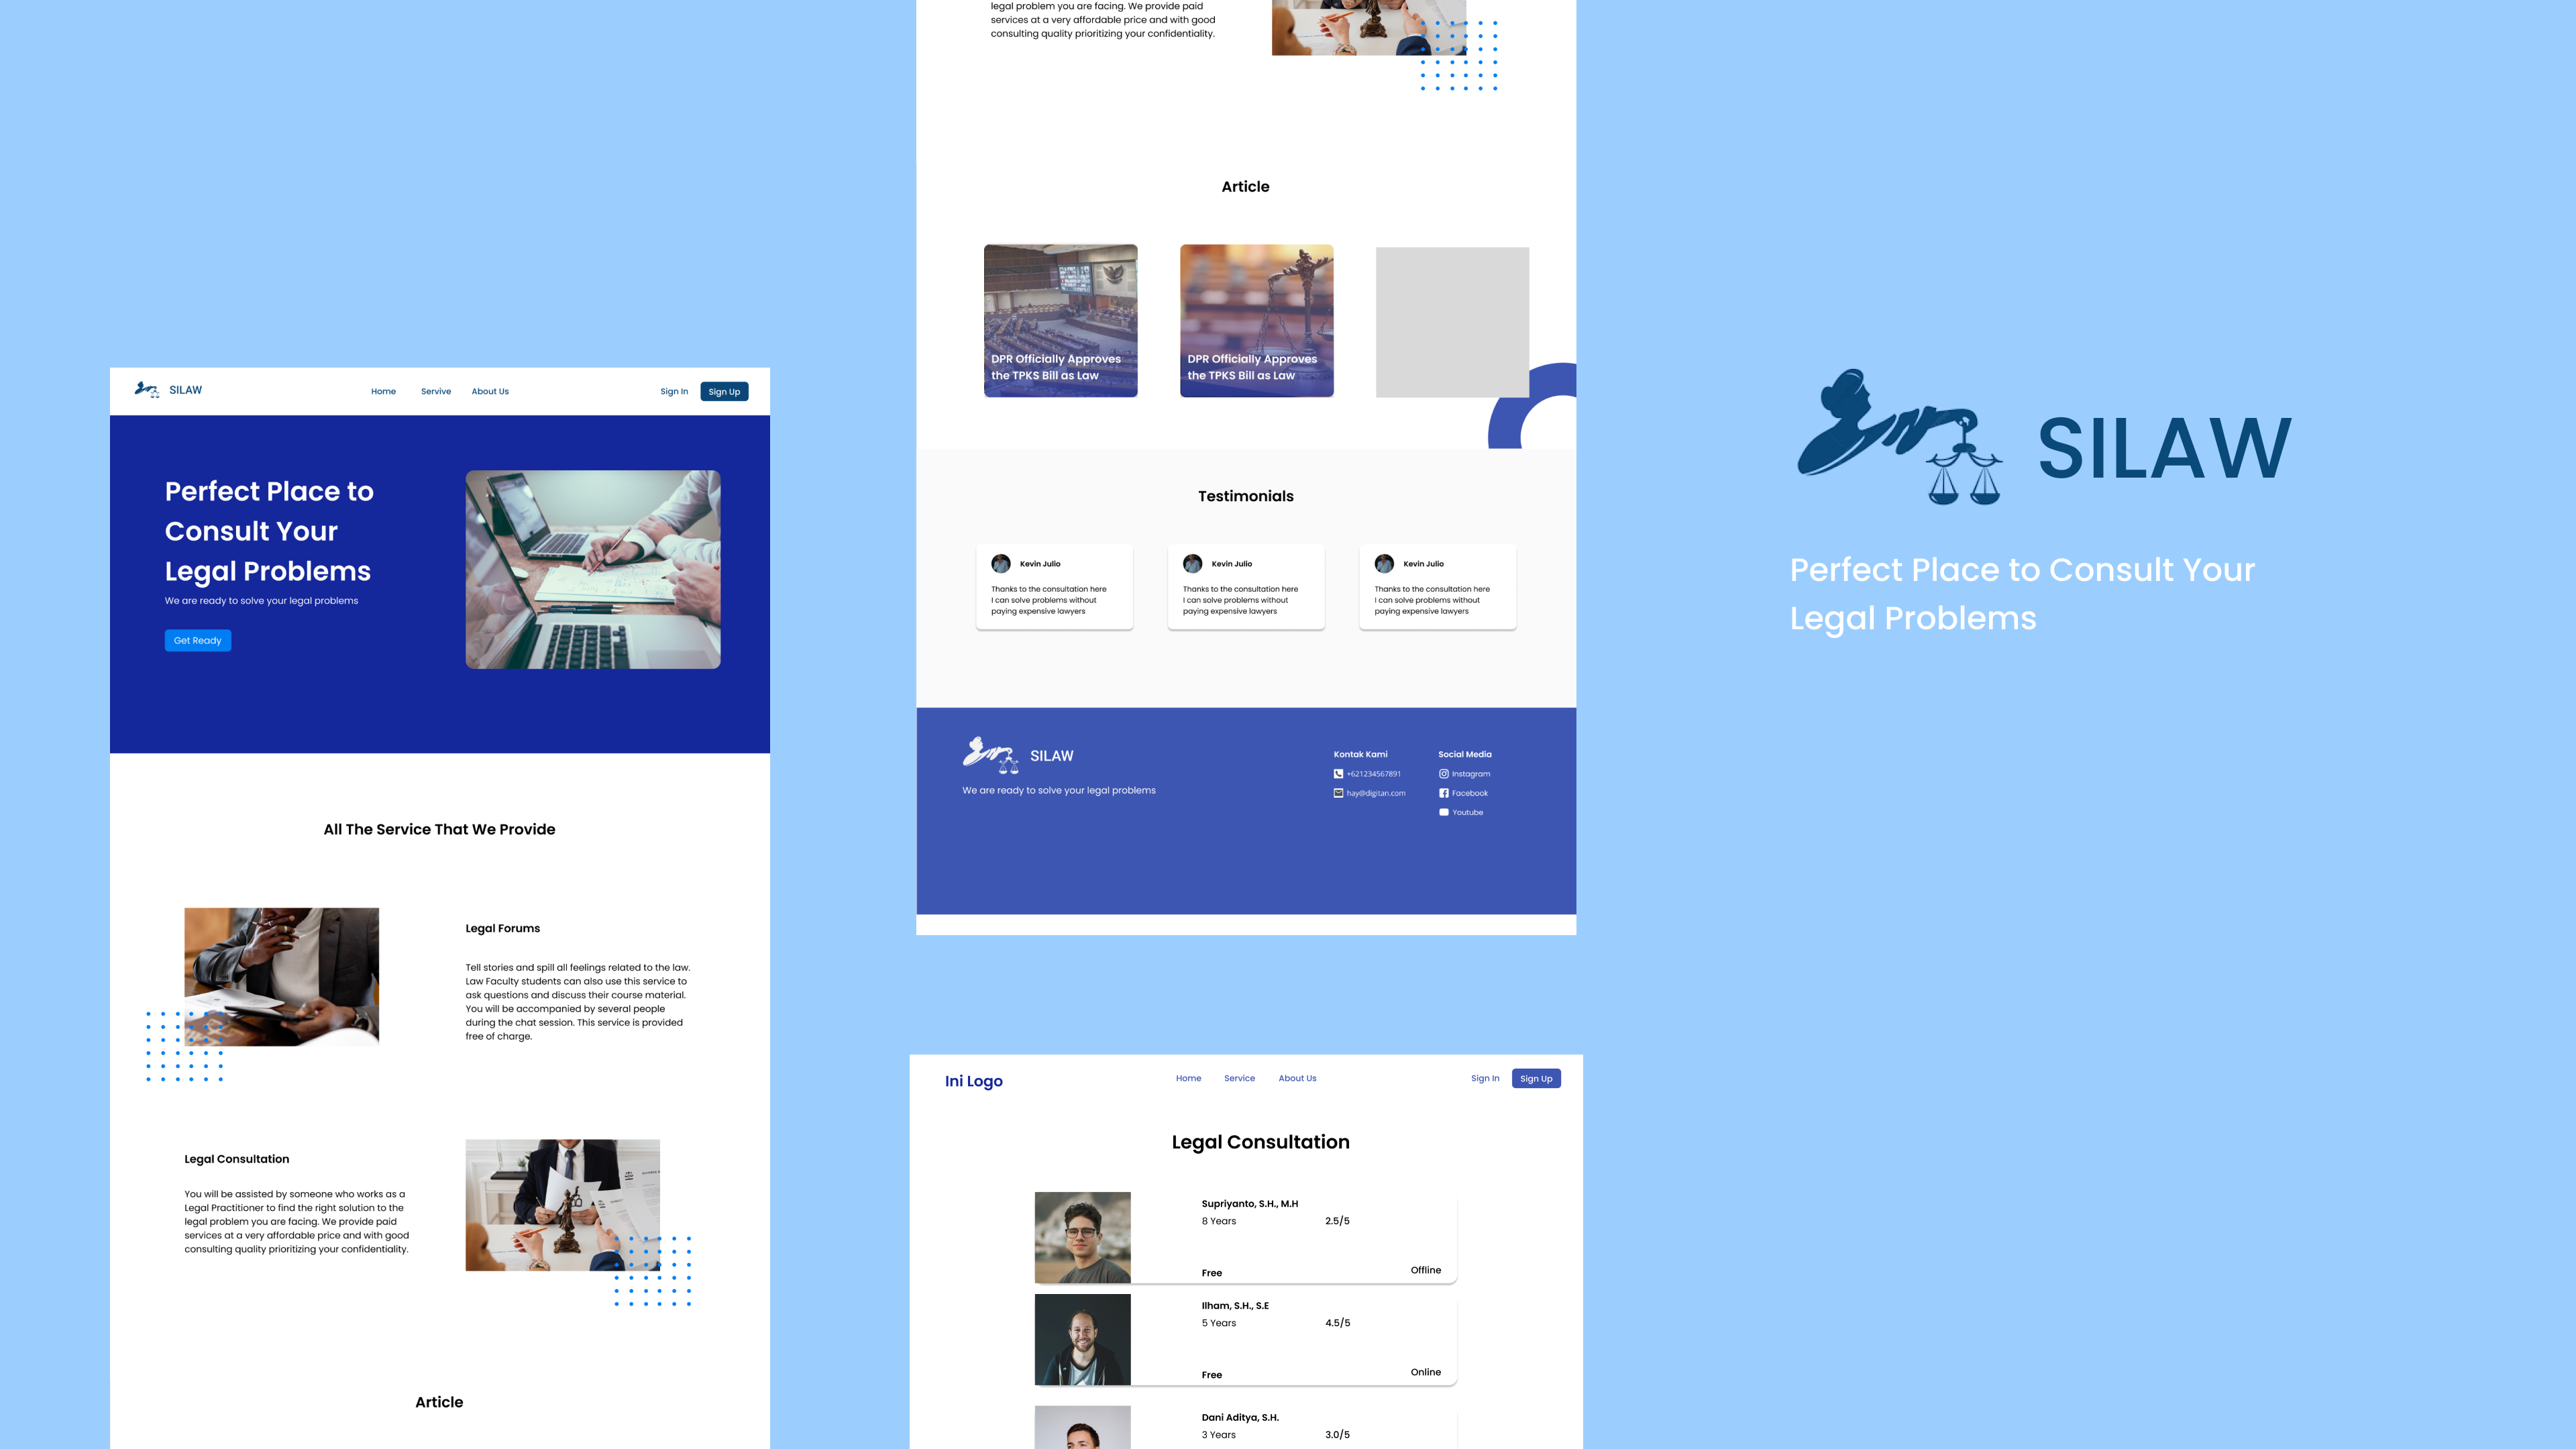 SILAW
Home
Servive
About Us
Sign In
Sign Up
Perfect Place to
Consult Your
Legal Problems
We are ready to solve your legal problems
Get Ready
All The Service That We Provide
Legal Forums
Tell stories and spill all feelings related to the law.
Law Faculty students can also use this service to
ask questions and discuss their course material.
You will be accompanied by several people
during the chat session. This service is provided
free of charge.
Legal Consultation
You will be assisted by someone who works as a
Legal Practitioner to find the right solution to the
legal problem you are facing. We provide paid
services at a very affordable price and with good
consulting quality prioritizing your confidentiality.
Article
legal problem you are facing. We provide paid
services at a very affordable price and with good
consulting quality prioritizing your confidentiality.
Article
DPR Officially Approves
the TPKS Bill as Law
DPR Officially Approves
the TPKS Bill as Law
Testimonials
Kevin Julio
Thanks to the consultation here
I can solve problems without
paying expensive lawyers
Kevin Julio
Thanks to the consultation here
I can solve problems without
paying expensive lawyers
Kevin Julio
Thanks to the consultation here
I can solve problems without
paying expensive lawyers
SILAW
We are ready to solve your legal problems
Kontak Kami
+621234567891
hay@digitan.com
Social Media
Instagram
Facebook
Youtube
Ini Logo
Home
Service
About Us
Sign In
Sign Up
Legal Consultation
Supriyanto, S.H., M.H
8 Years
2.5/5
Free
Offline
Ilham, S.H., S.E
5 Years
4.5/5
Free
Online
Dani Aditya, S.H.
3 Years
3.0/5
SILAW
Perfect Place to Consult Your
Legal Problems